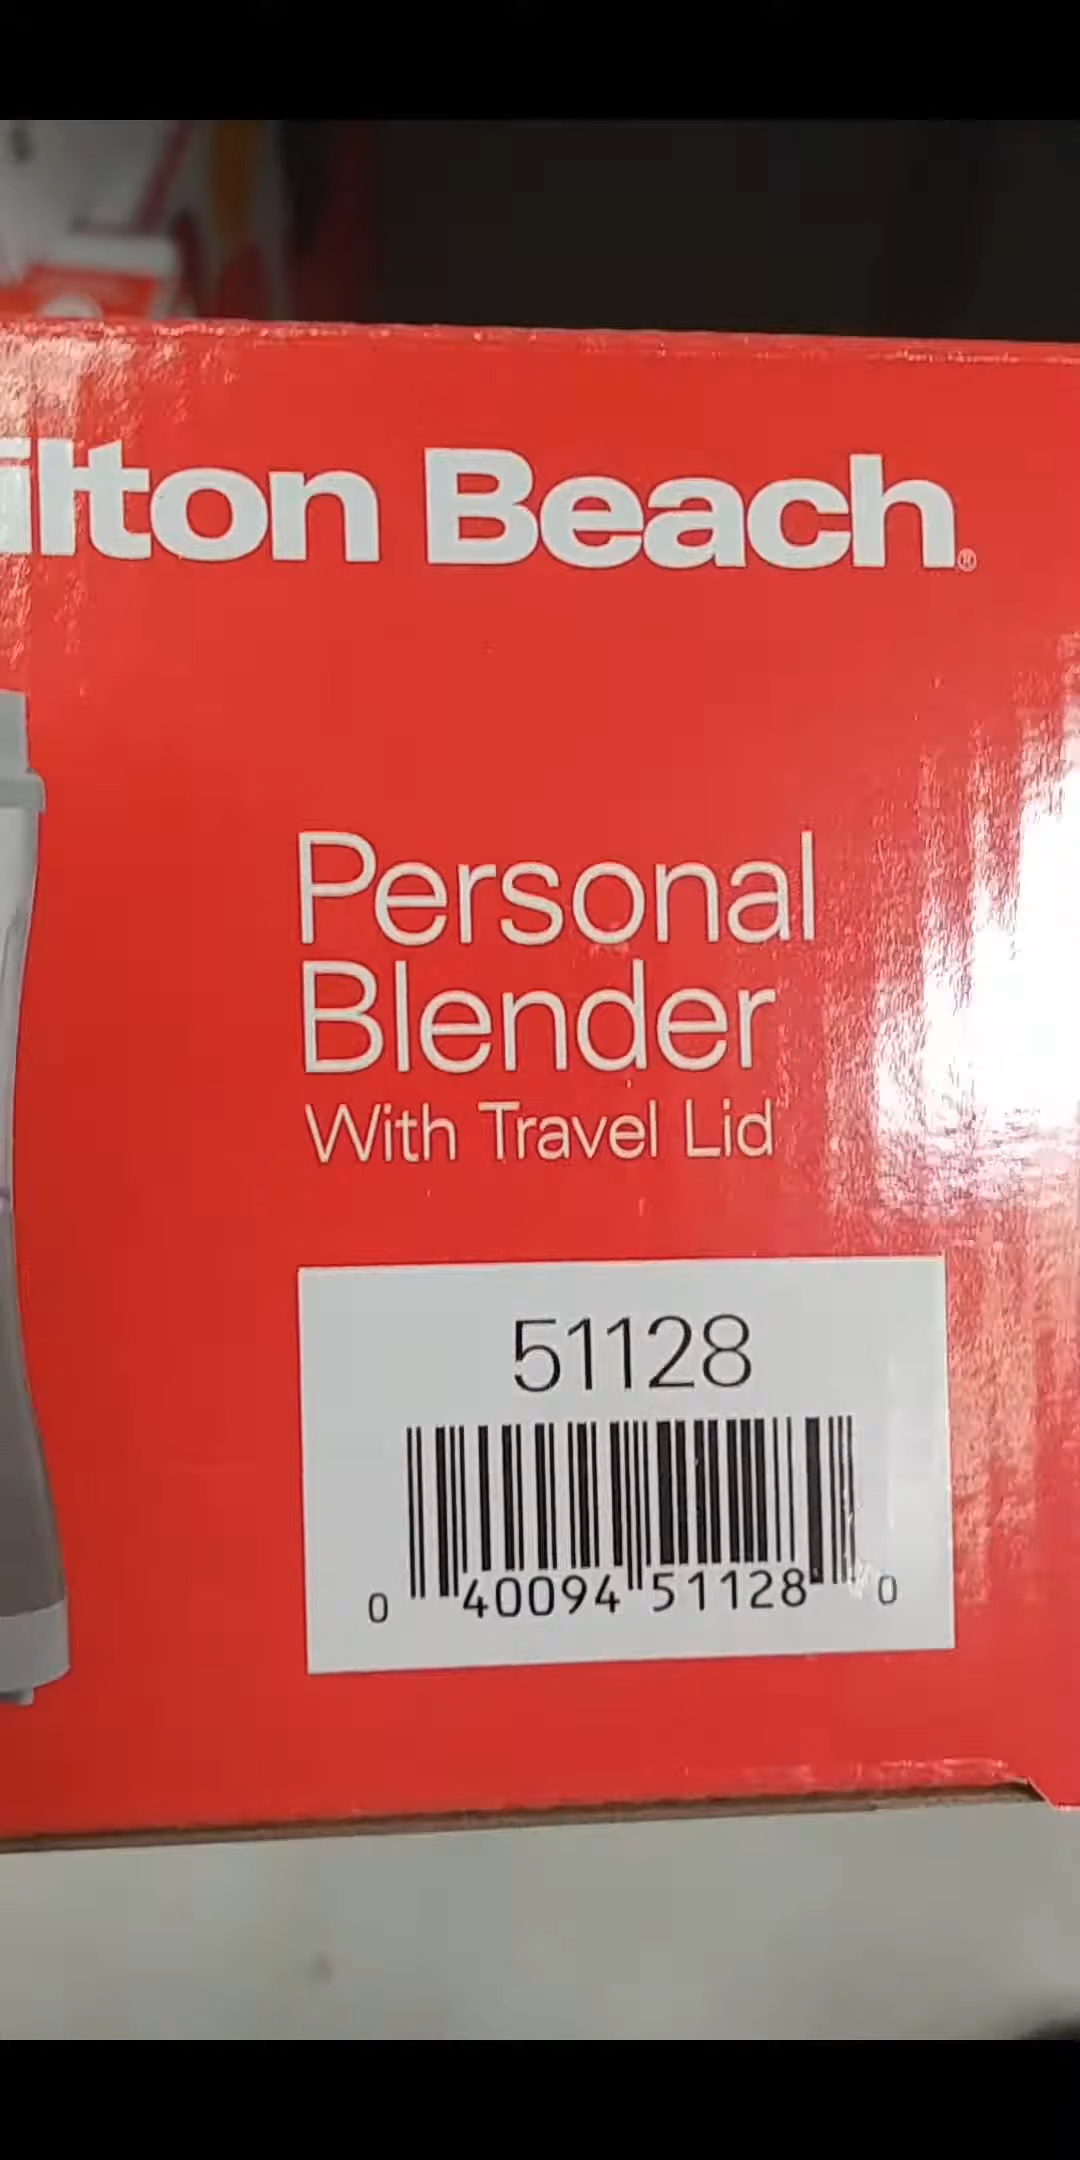 ilton Beach®
Personal
Blender
With Travel Lid
51128
0 40094 51128 0